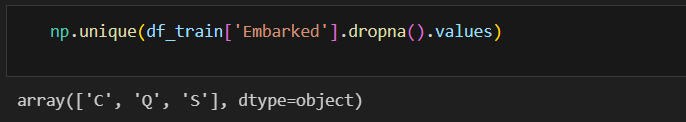 np.unique(df_train['Embarked'].dropna().values)
array(['C', 'Q', 'S'], dtype=object)